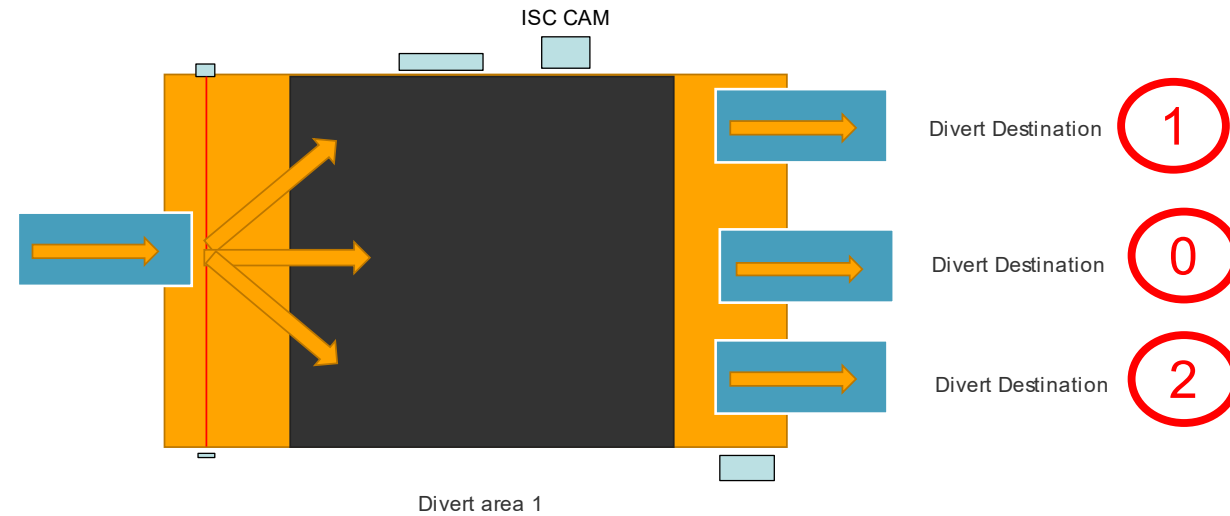 ISC CAM
Divert Destination 1
Divert Destination 0
Divert Destination 2
Divert area 1